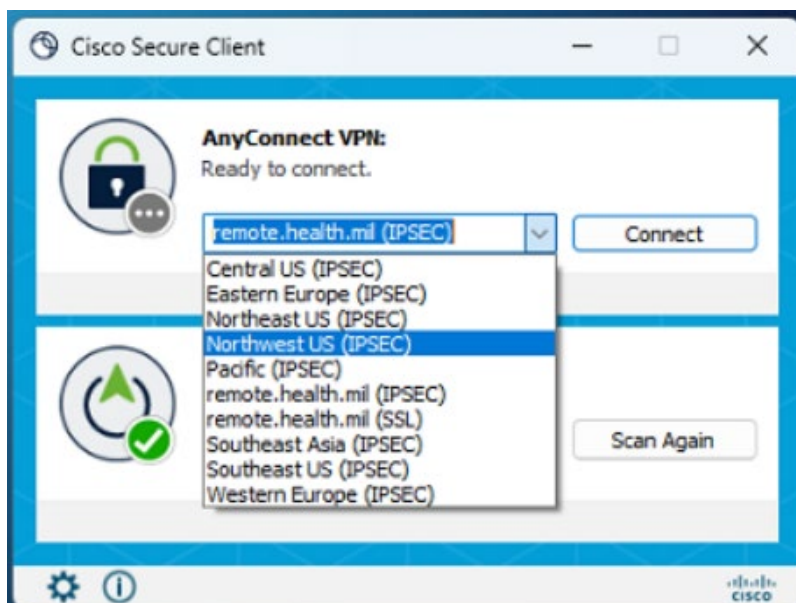 Cisco Secure Client
AnyConnect VPN:
Ready to connect.
remote.health.mil (IPSEC)
Connect
Central US (IPSEC)
Eastern Europe (IPSEC)
Northeast US (IPSEC)
Northwest US (IPSEC)
Pacific (IPSEC)
remote.health.mil (IPSEC)
remote.health.mil (SSL)
Southeast Asia (IPSEC)
Southeast US (IPSEC)
Western Europe (IPSEC)
Scan Again
CISCO